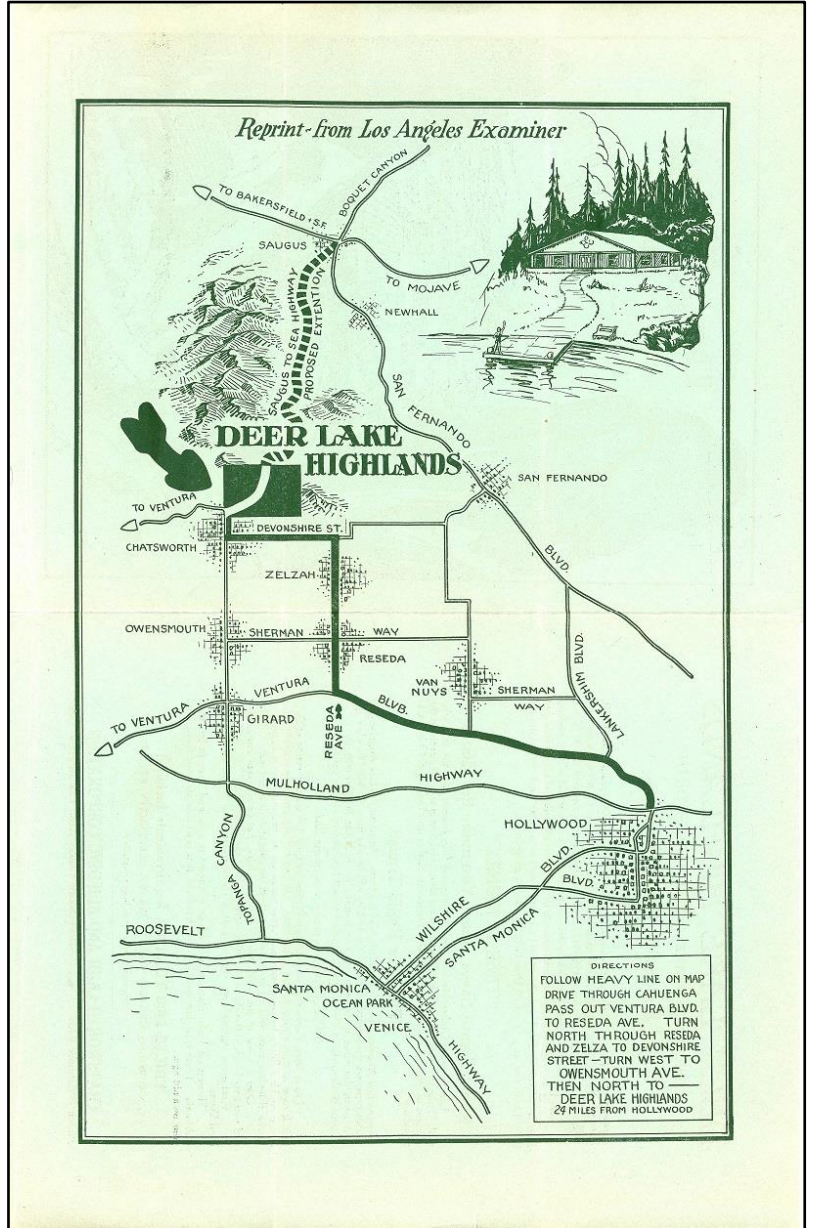 Reprint-from Los Angeles Examiner
TO BAKERSFIELD + S.F.
BOQUET CANYON
SAUGUS
TO MOJAVE
NEWHALL
SAUGUS TO SEA HIGHWAY
PROPOSED EXTENTION
SAN FERNANDO
DEER LAKE
HIGHLANDS
SAN FERNANDO
TO VENTURA
DEVONSHIRE ST.
CHATSWORTH
BLVD.
ZELZAH
OWENSMOUTH
SHERMAN WAY
RESEDA
LANKERSHIM BLVD.
VAN
NUYS
SHERMAN
WAY
VENTURA BLVB.
TO VENTURA
GIRARD
RESEDA
AVE
MULHOLLAND HIGHWAY
HOLLYWOOD
TOPANGA CANYON
BLVD.
BLVD.
WILSHIRE
SANTA MONICA
ROOSEVELT
SANTA MONICA
OCEAN PARK
VENICE
HIGHWAY
DIRECTIONS
FOLLOW HEAVY LINE ON MAP
DRIVE THROUGH CAHUENGA
PASS OUT VENTURA BLVD.
TO RESEDA AVE. TURN
NORTH THROUGH RESEDA
AND ZELZA TO DEVONSHIRE
STREET—TURN WEST TO
OWENSMOUTH AVE.
THEN NORTH TO ——
DEER LAKE HIGHLANDS
24 MILES FROM HOLLYWOOD